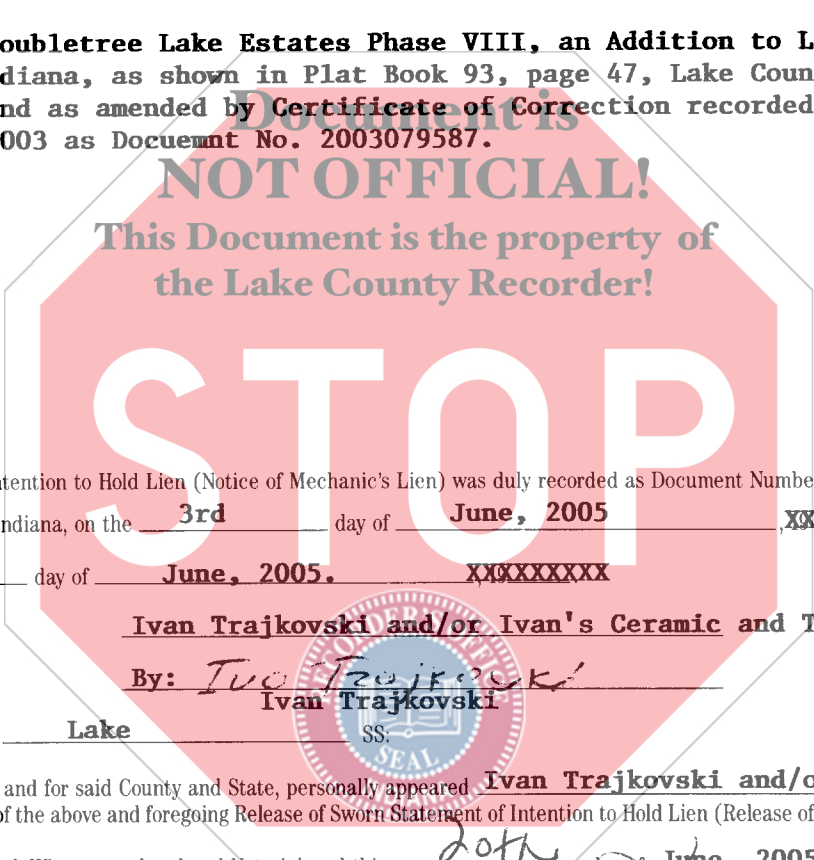 oubletree Lake Estates Phase VIII, an Addition to L
diana, as shown in Plat Book 93, page 47, Lake Coun
nd as amended by Certificate of Correction recorded
Document is
003 as Docuemnt No. 2003079587.
NOT OFFICIAL!
This Document is the property of
the Lake County Recorder!
STOP
tention to Hold Lien (Notice of Mechanic's Lien) was duly recorded as Document Numbe
ndiana, on the 3rd day of June, 2005 ,XX
day of June, 2005. XXXXXXXXX
Ivan Trajkovski and/or Ivan's Ceramic and T
By: Ivo Trajkovski
Ivan Trajkovski
Lake SS:
SEAL
and for said County and State, personally appeared Ivan Trajkovski and/o
of the above and foregoing Release of Sworn Statement of Intention to Hold Lien (Release of
20th June, 2005